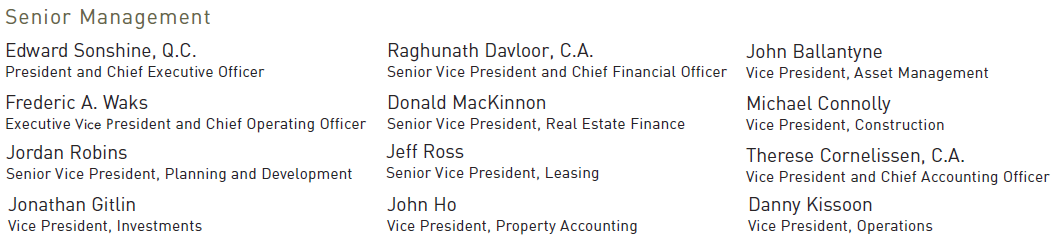 Senior Management
Edward Sonshine, Q.C.
President and Chief Executive Officer
Frederic A. Waks
Executive Vice President and Chief Operating Officer
Jordan Robins
Senior Vice President, Planning and Development
Jonathan Gitlin
Vice President, Investments
Raghunath Davloor, C.A.
Senior Vice President and Chief Financial Officer
Donald MacKinnon
Senior Vice President, Real Estate Finance
Jeff Ross
Senior Vice President, Leasing
John Ho
Vice President, Property Accounting
John Ballantyne
Vice President, Asset Management
Michael Connolly
Vice President, Construction
Therese Cornelissen, C.A.
Vice President and Chief Accounting Officer
Danny Kissoon
Vice President, Operations